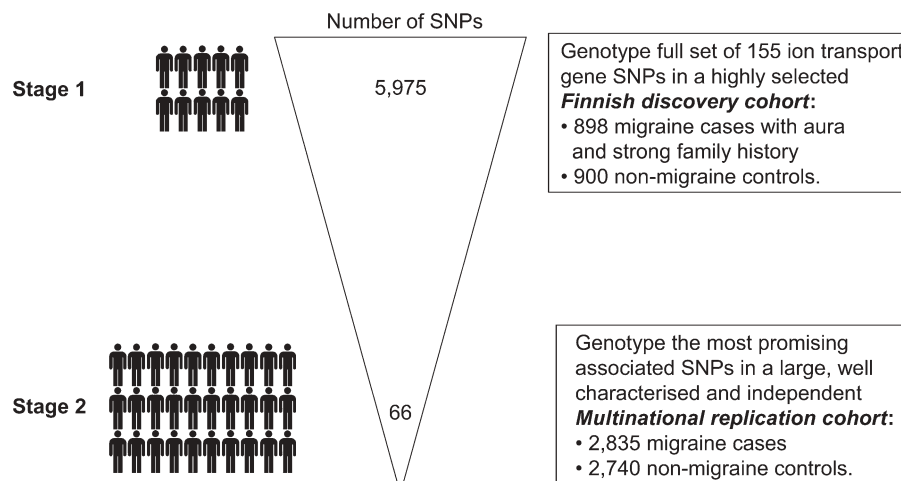 Number of SNPs
Stage 1
5,975
Genotype full set of 155 ion transport
gene SNPs in a highly selected
Finnish discovery cohort:
• 898 migraine cases with aura
and strong family history
• 900 non-migraine controls.
Stage 2
66
Genotype the most promising
associated SNPs in a large, well
characterised and independent
Multinational replication cohort:
• 2,835 migraine cases
• 2,740 non-migraine controls.